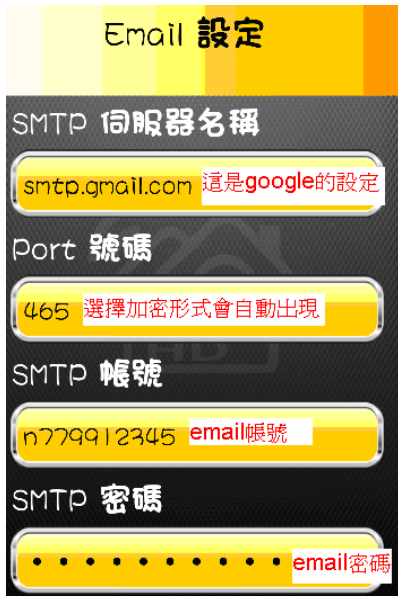 Email 設定
SMTP 伺服器名稱
smtp.gmail.com 這是google的設定
Port 號碼
465 選擇加密形式會自動出現
SMTP 帳號
n779912345 email帳號
SMTP 密碼
•••••••••• email密碼